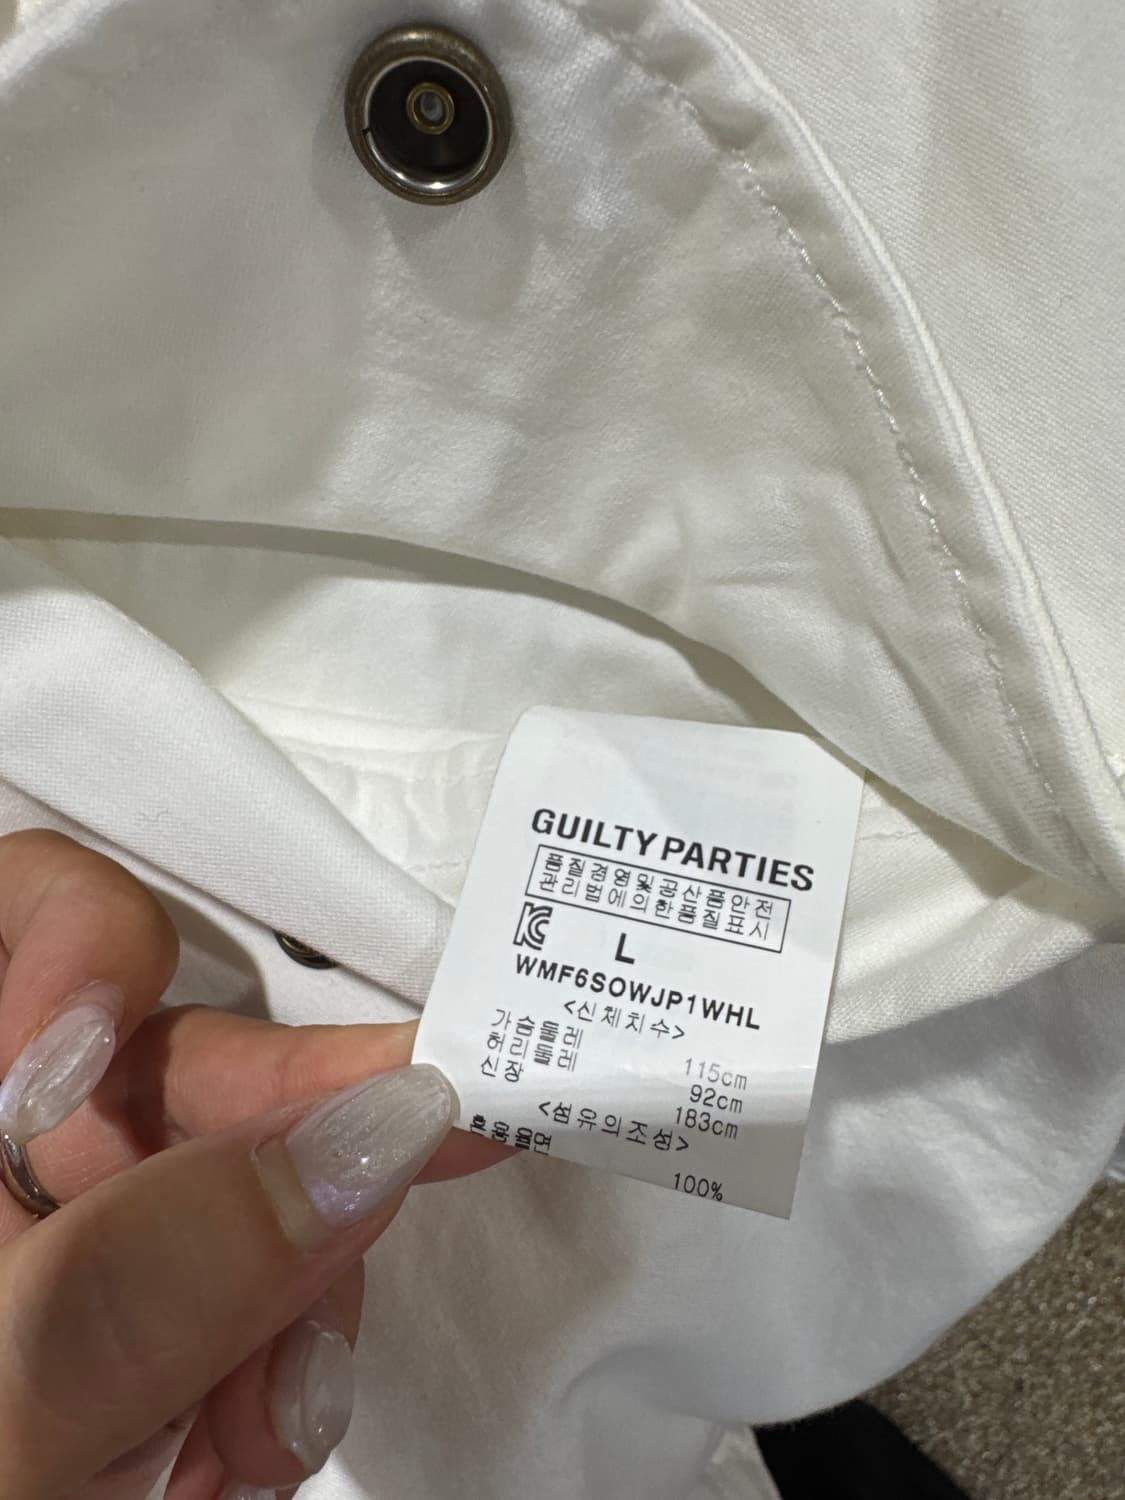 GUILTY PARTIES
품질경영및공산품안전
관리법에의한품질표시
L
WMF6SOWJP1WHL
<신체치수>
가슴둘레 115cm
허리둘레 92cm
신장 183cm
<섬유의조성>
100%